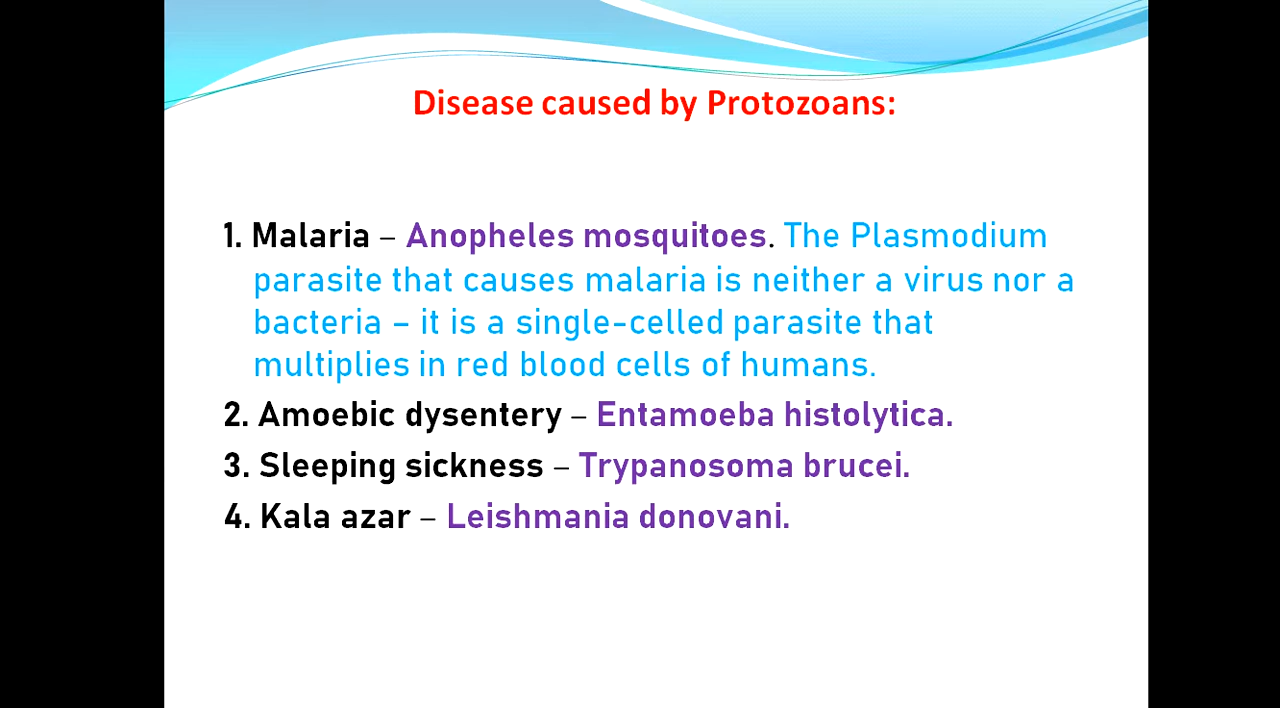 Disease caused by Protozoans:
1. Malaria – Anopheles mosquitoes. The Plasmodium
parasite that causes malaria is neither a virus nor a
bacteria – it is a single-celled parasite that
multiplies in red blood cells of humans.
2. Amoebic dysentery – Entamoeba histolytica.
3. Sleeping sickness – Trypanosoma brucei.
4. Kala azar – Leishmania donovani.